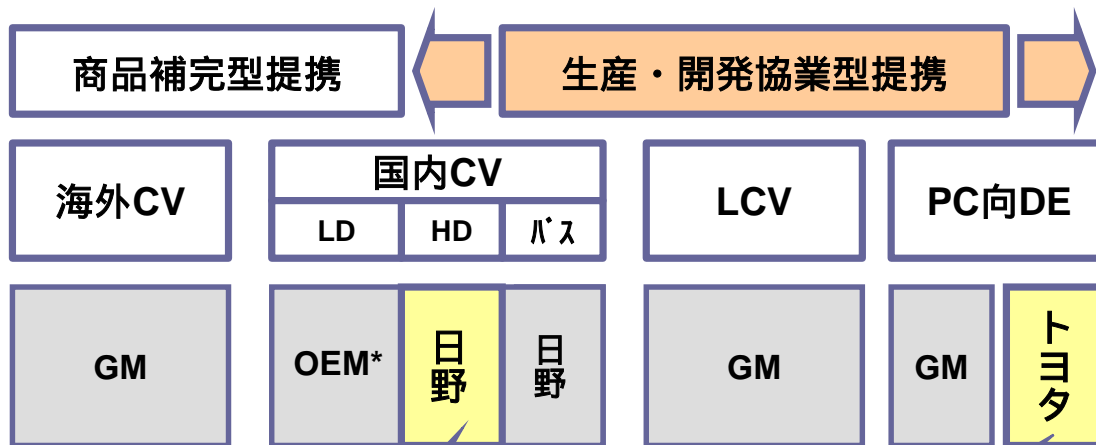 商品補完型提携
生産・開発協業型提携
海外CV
国内CV
LCV
PC向DE
LD
HD
バス
GM
OEM*
日野
日野
GM
GM
トヨタ